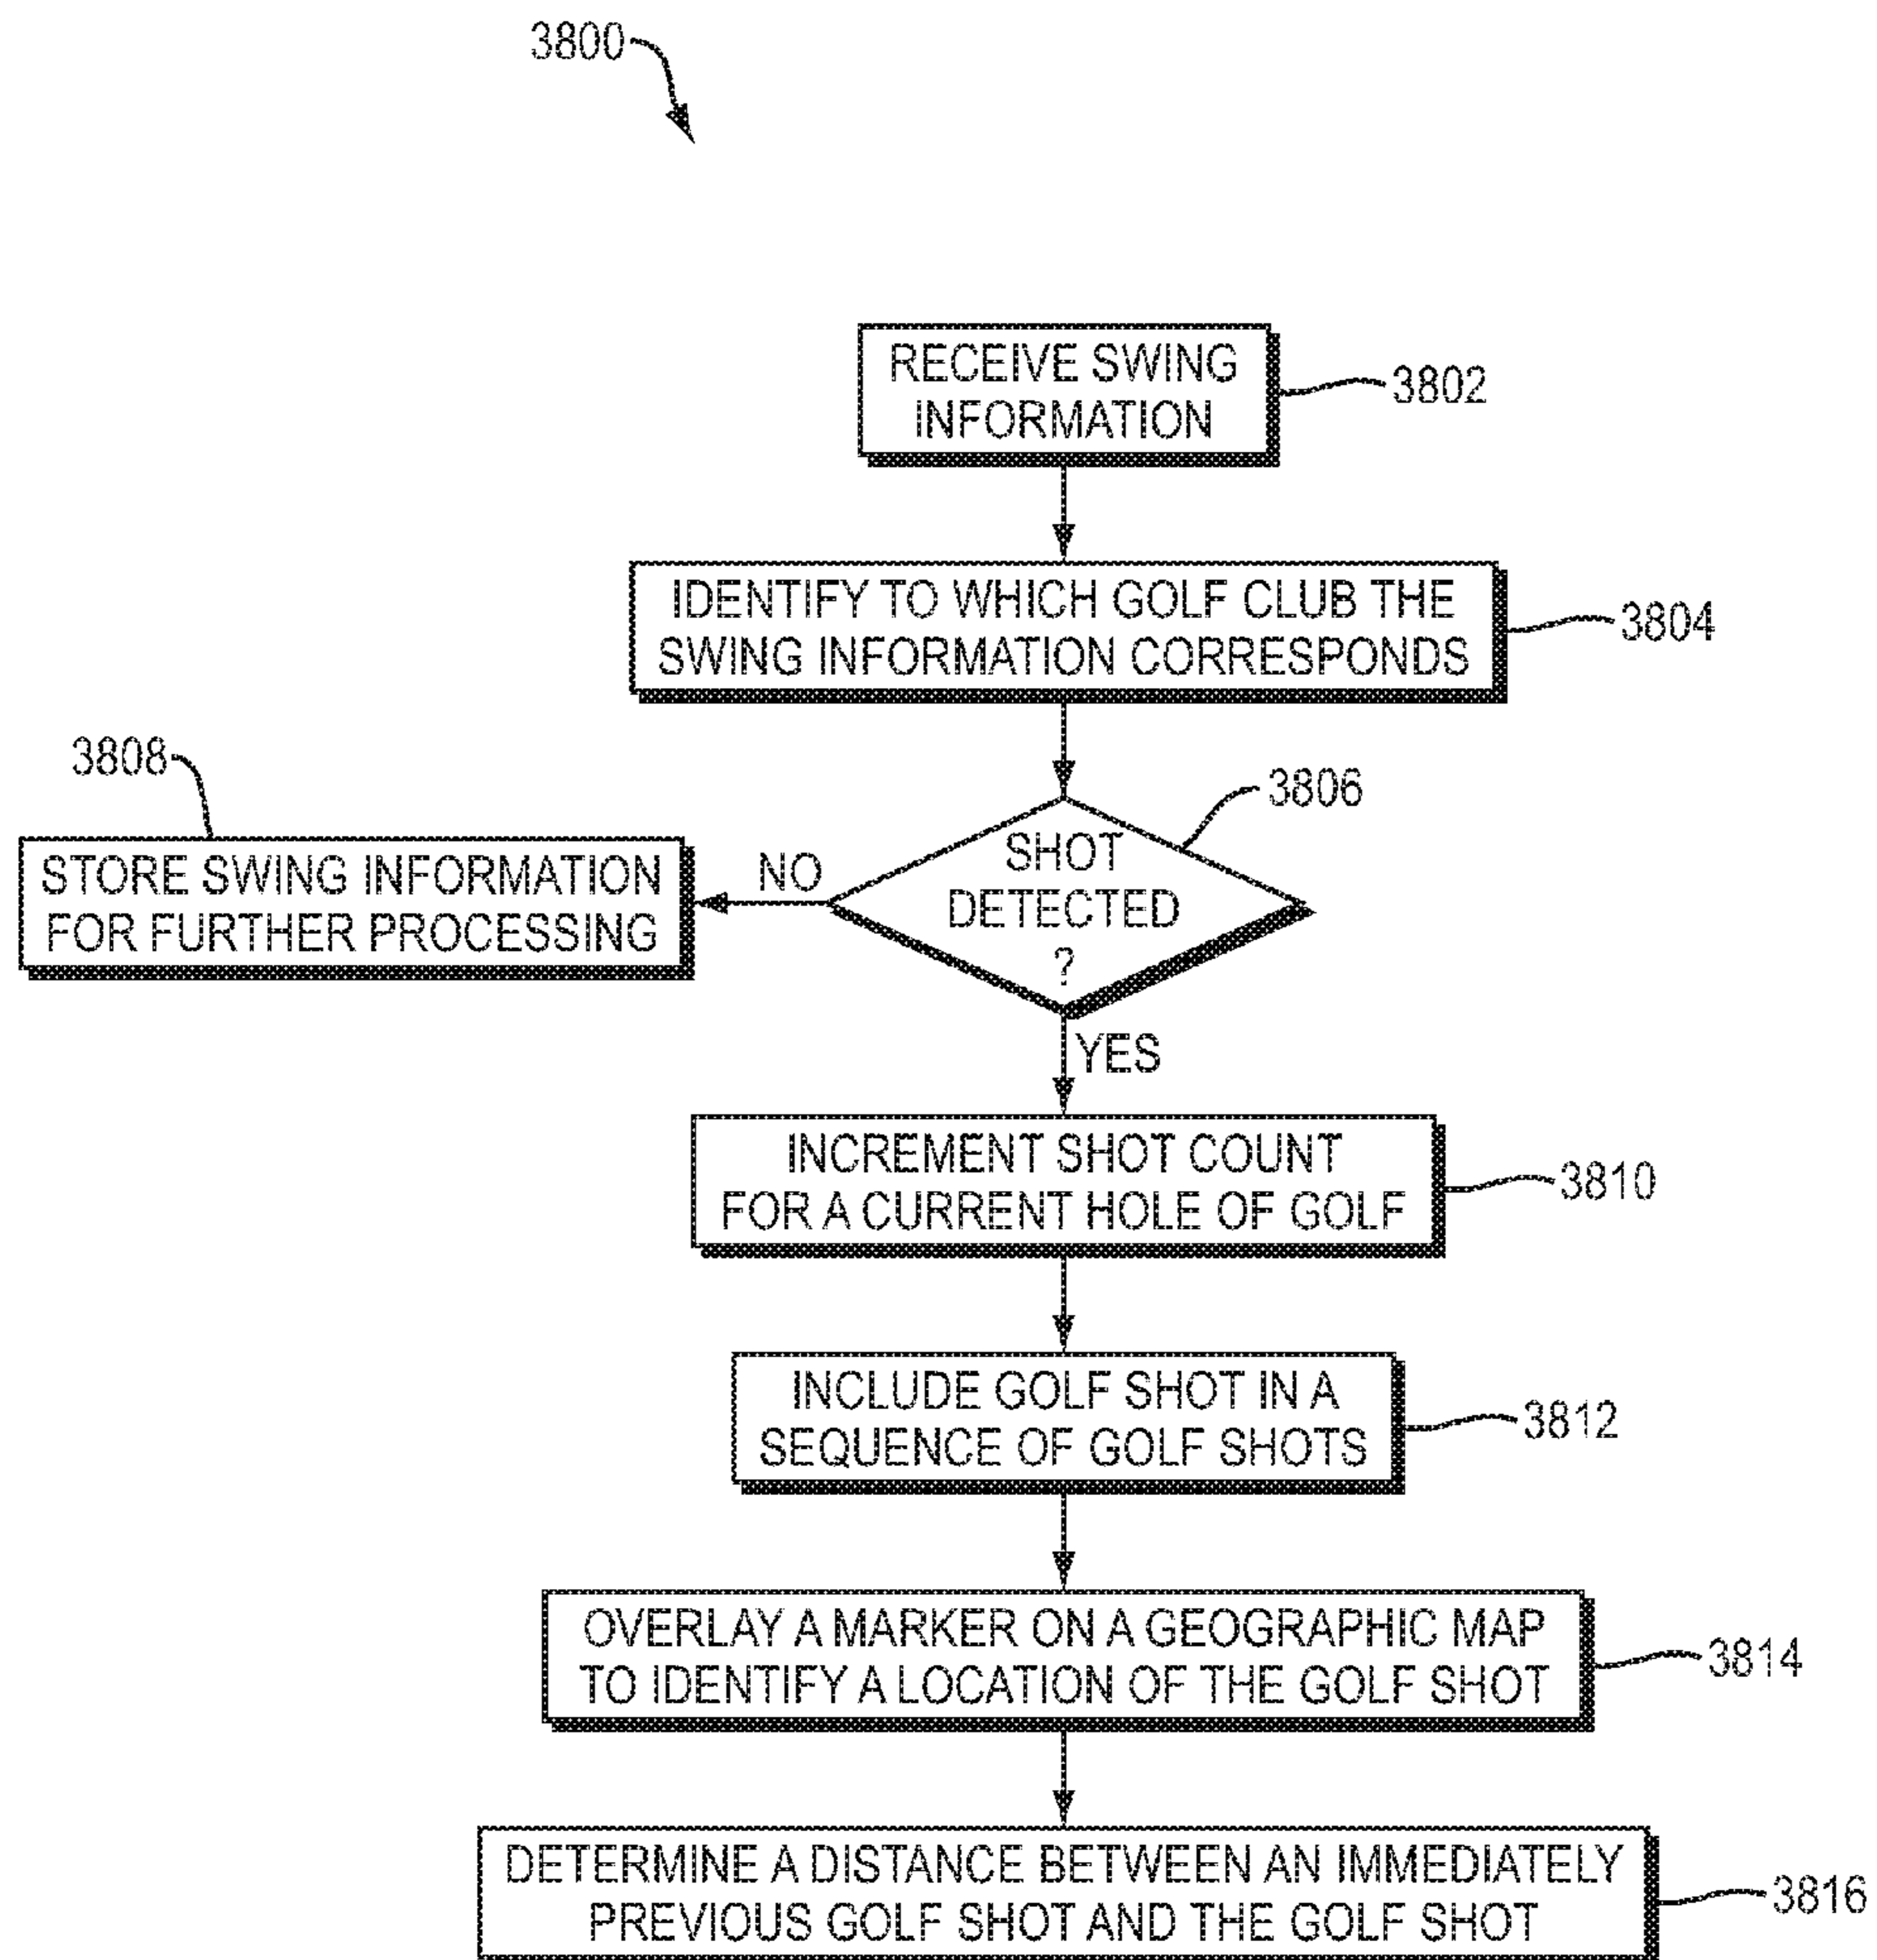 3800
RECEIVE SWING
INFORMATION
3802
IDENTIFY TO WHICH GOLF CLUB THE
SWING INFORMATION CORRESPONDS
3804
3808
STORE SWING INFORMATION
FOR FURTHER PROCESSING
NO
SHOT
DETECTED
?
3806
YES
INCREMENT SHOT COUNT
FOR A CURRENT HOLE OF GOLF
3810
INCLUDE GOLF SHOT IN A
SEQUENCE OF GOLF SHOTS
3812
OVERLAY A MARKER ON A GEOGRAPHIC MAP
TO IDENTIFY A LOCATION OF THE GOLF SHOT
3814
DETERMINE A DISTANCE BETWEEN AN IMMEDIATELY
PREVIOUS GOLF SHOT AND THE GOLF SHOT
3816